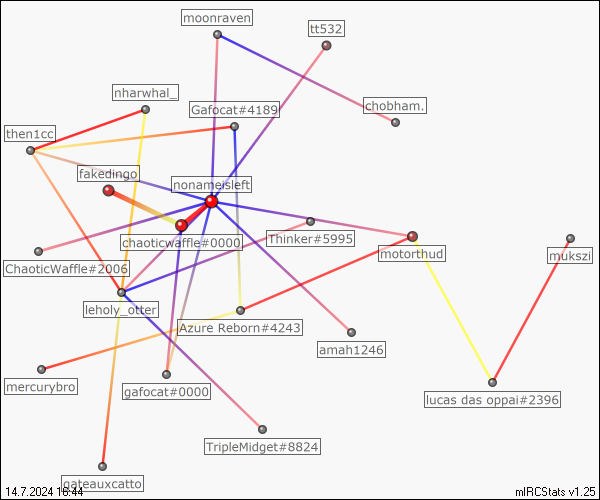 moonraven
tt532
nharwhal_
Gafocat#4189
chobham.
then1cc
fakedingo
nonameisleft
chaoticwaffle#0000
Thinker#5995
motorthud
mukszi
ChaoticWaffle#2006
leholy_otter
Azure Reborn#4243
amah1246
mercurybro
gafocat#0000
lucas das oppai#2396
TripleMidget#8824
gateauxcatto
14.7.2024 16:44
mIRCStats v1.25